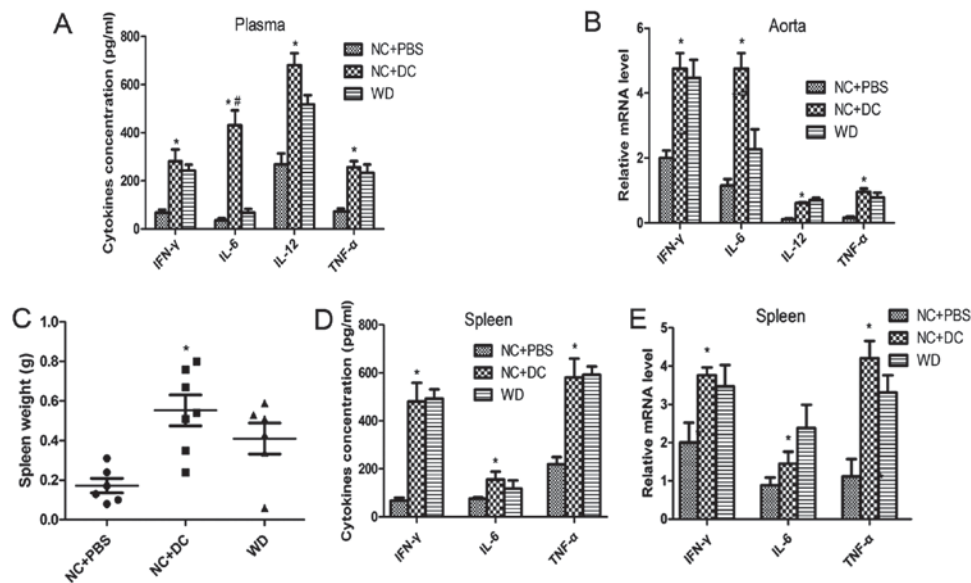 A
Plasma
Cytokines concentration (pg/ml)
800
600
400
200
0
* *# * *
IFN-γ IL-6 IL-12 TNF-α
NC+PBS
NC+DC
WD
B
Aorta
Relative mRNA level
6
4
2
0
* * * *
IFN-γ IL-6 IL-12 TNF-α
NC+PBS
NC+DC
WD
C
Spleen weight (g)
1.0
0.8
0.6
0.4
0.2
0.0
*
NC+PBS NC+DC WD
D
Spleen
Cytokines concentration (pg/ml)
800
600
400
200
0
* * *
IFN-γ IL-6 TNF-α
NC+PBS
NC+DC
WD
E
Spleen
Relative mRNA level
5
4
3
2
1
0
* * *
IFN-γ IL-6 TNF-α
NC+PBS
NC+DC
WD